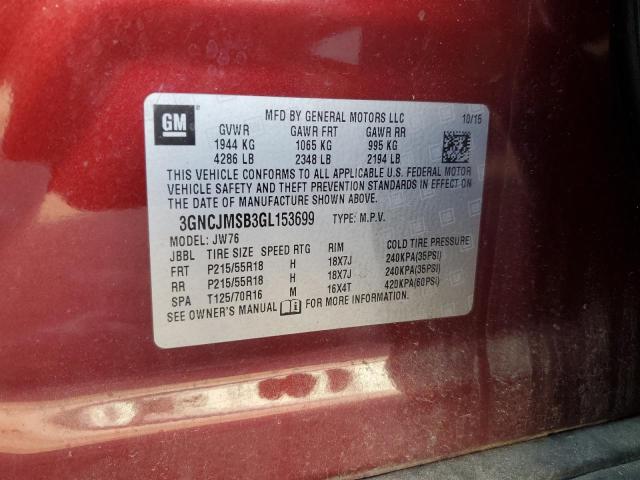 GM
MFD BY GENERAL MOTORS LLC 10/15
GVWR GAWR FRT GAWR RR
1944 KG 1065 KG 995 KG
4286 LB 2348 LB 2194 LB
THIS VEHICLE CONFORMS TO ALL APPLICABLE U.S. FEDERAL MOTOR
VEHICLE SAFETY AND THEFT PREVENTION STANDARDS IN EFFECT ON
THE DATE OF MANUFACTURE SHOWN ABOVE.
3GNCJMSB3GL153699 TYPE: M.P.V.
MODEL: JW76
JBBL TIRE SIZE SPEED RTG RIM COLD TIRE PRESSURE
FRT P215/55R18 H 18X7J 240KPA(35PSI)
RR P215/55R18 H 18X7J 240KPA(35PSI)
SPA T125/70R16 M 16X4T 420KPA(60PSI)
SEE OWNER'S MANUAL FOR MORE INFORMATION.